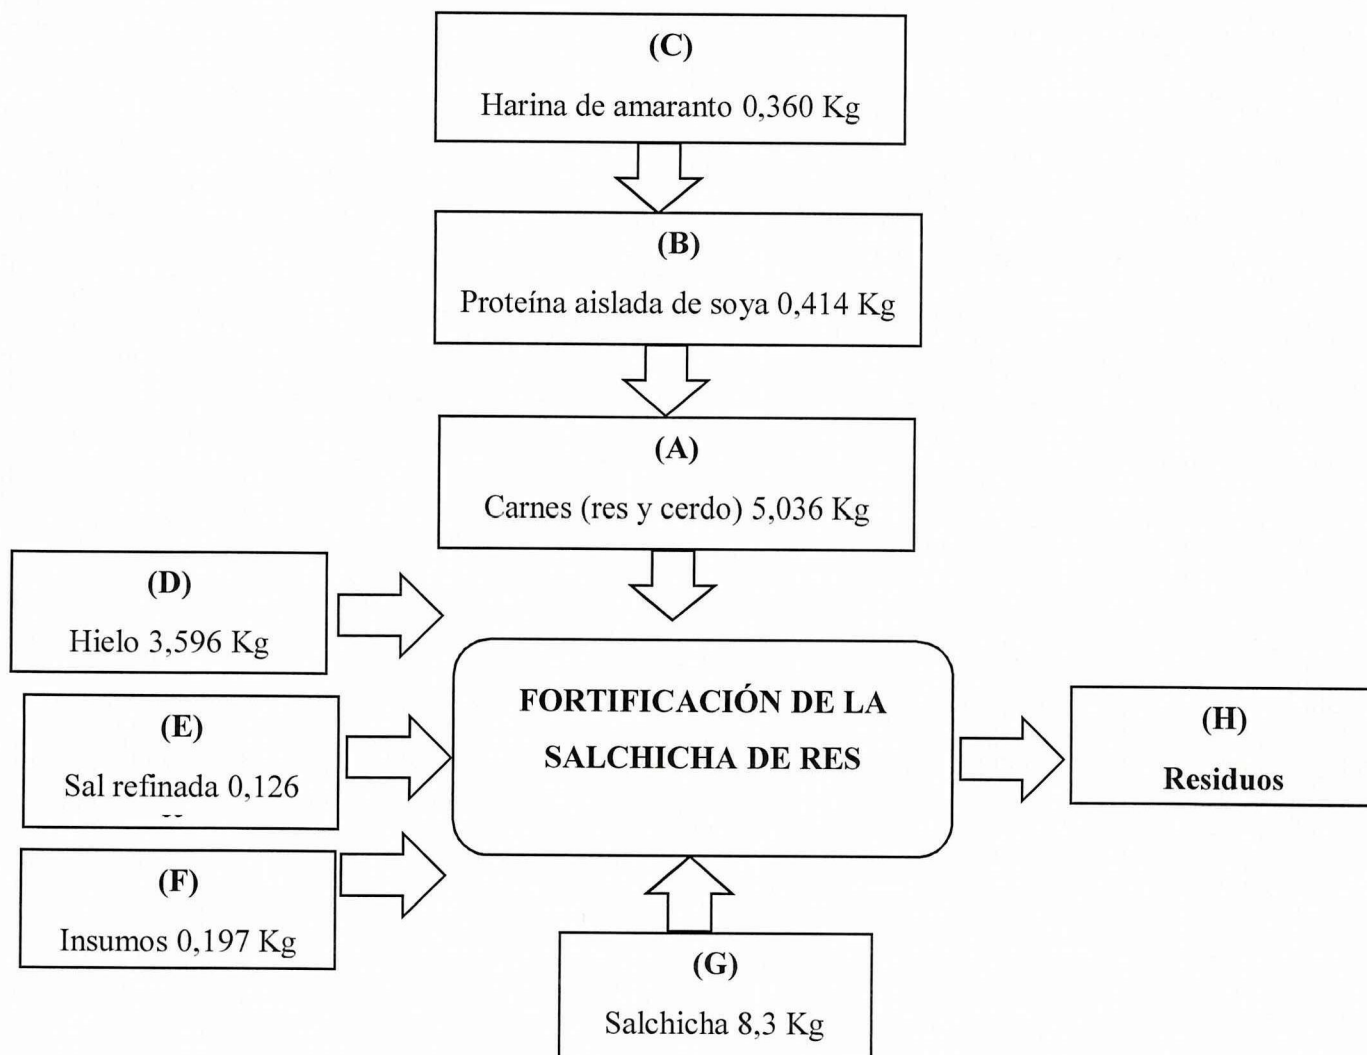 (C)
Harina de amaranto 0,360 Kg
(B)
Proteína aislada de soya 0,414 Kg
(A)
Carnes (res y cerdo) 5,036 Kg
(D)
Hielo 3,596 Kg
(E)
Sal refinada 0,126
(F)
Insumos 0,197 Kg
FORTIFICACIÓN DE LA
SALCHICHA DE RES
(H)
Residuos
(G)
Salchicha 8,3 Kg